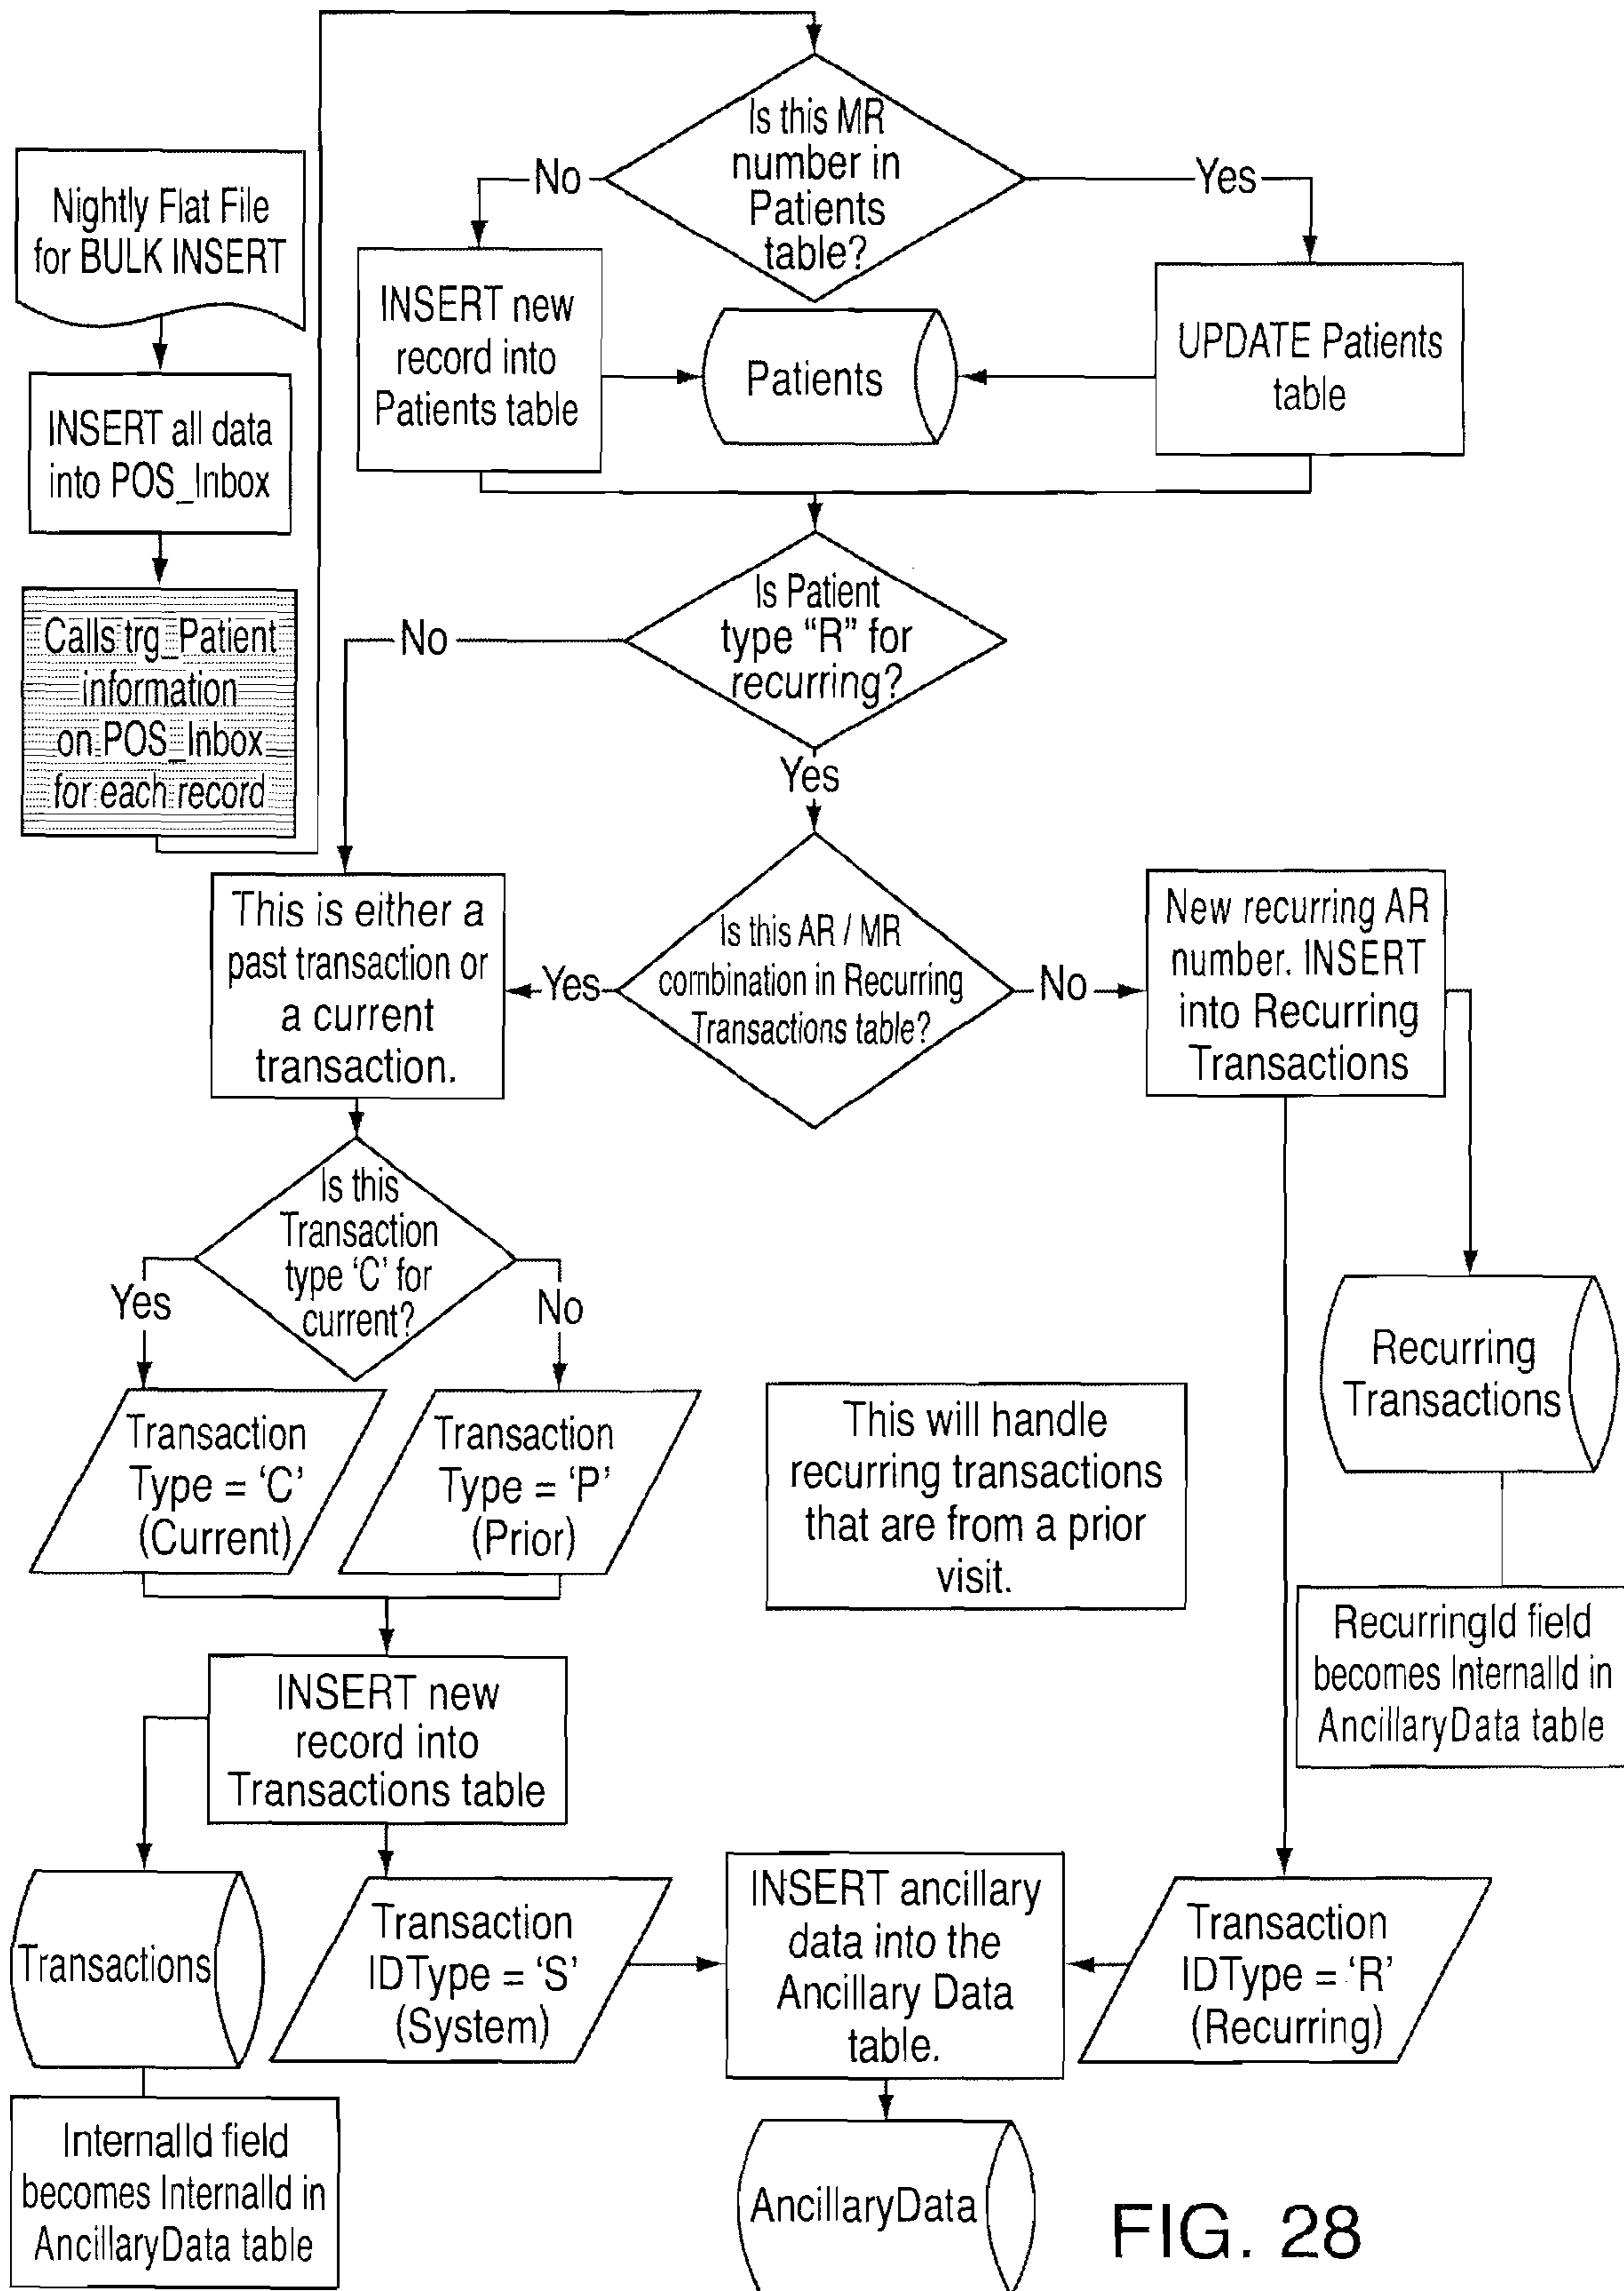 Is this MR
number in
Patients
table?
No
Yes
Nightly Flat File
for BULK INSERT
INSERT new
record into
Patients table
Patients
UPDATE Patients
table
INSERT all data
into POS_Inbox
Calls trg_Patient
information
on POS_Inbox
for each record
Is Patient
type “R” for
recurring?
No
Yes
This is either a
past transaction or
a current
transaction.
Yes
Is this AR / MR
combination in Recurring
Transactions table?
No
New recurring AR
number. INSERT
into Recurring
Transactions
Is this
Transaction
type ‘C’ for
current?
Yes
No
Recurring
Transactions
Transaction
Type = ‘C’
(Current)
Transaction
Type = ‘P’
(Prior)
This will handle
recurring transactions
that are from a prior
visit.
RecurringId field
becomes InternalId in
AncillaryData table
INSERT new
record into
Transactions table
Transactions
Transaction
IDType = ‘S’
(System)
INSERT ancillary
data into the
Ancillary Data
table.
Transaction
IDType = ‘R’
(Recurring)
InternalId field
becomes InternalId in
AncillaryData table
AncillaryData
FIG. 28